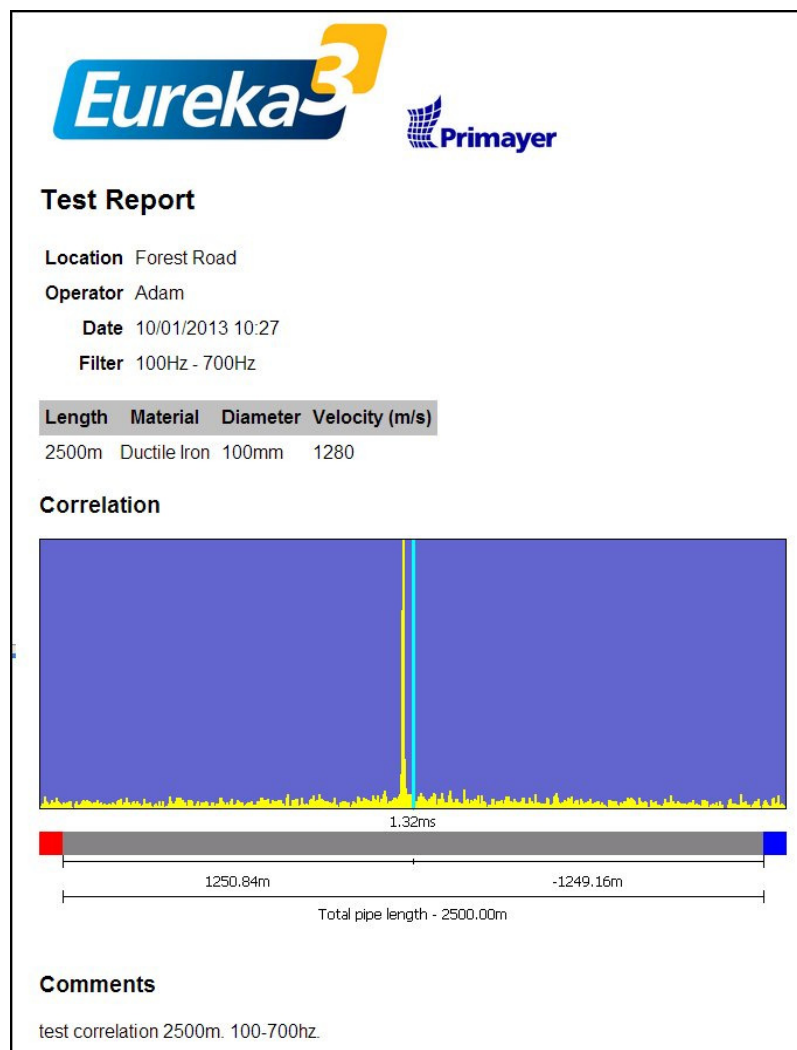 Eureka3
Primayer
Test Report
Location Forest Road
Operator Adam
Date 10/01/2013 10:27
Filter 100Hz - 700Hz
Length Material Diameter Velocity (m/s)
2500m Ductile Iron 100mm 1280
Correlation
1.32ms
1250.84m -1249.16m
Total pipe length - 2500.00m
Comments
test correlation 2500m. 100-700hz.